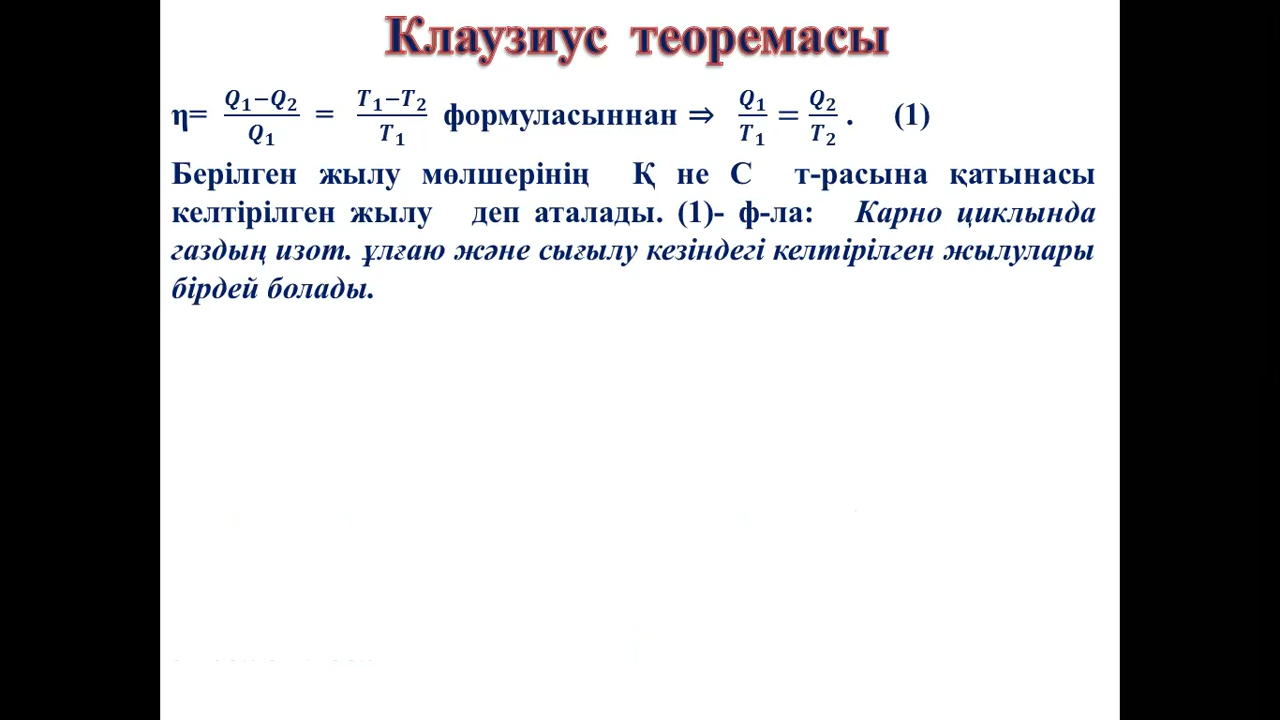 Клаузиус теоремасы
η= Q₁−Q₂/Q₁ = T₁−T₂/T₁ формуласыннан ⇒ Q₁/T₁ = Q₂/T₂ . (1)
Берілген жылу мөлшерінің Қ не С т-расына қатынасы
келтірілген жылу деп аталады. (1)- ф-ла: Карно циклында
газдың изот. ұлғаю және сығылу кезіндегі келтірілген жылулары
бірдей болады.